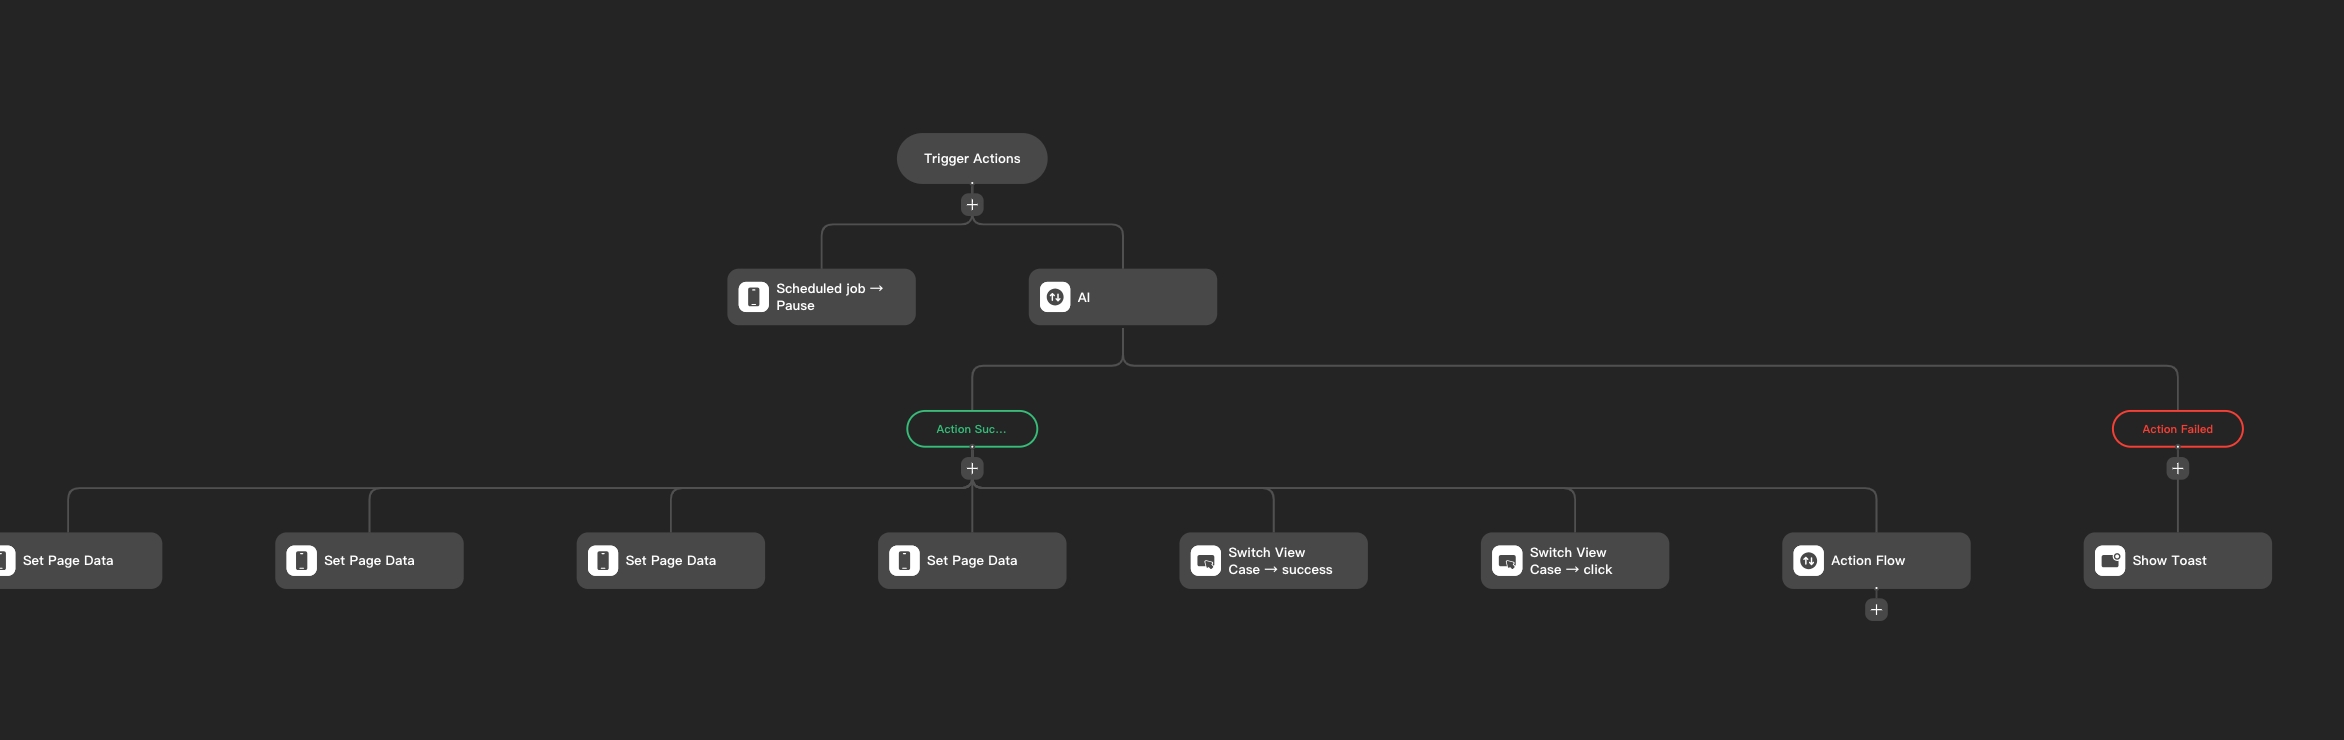 Trigger Actions
Scheduled job →
Pause
AI
Action Suc...
Action Failed
Set Page Data
Set Page Data
Set Page Data
Set Page Data
Switch View
Case → success
Switch View
Case → click
Action Flow
Show Toast